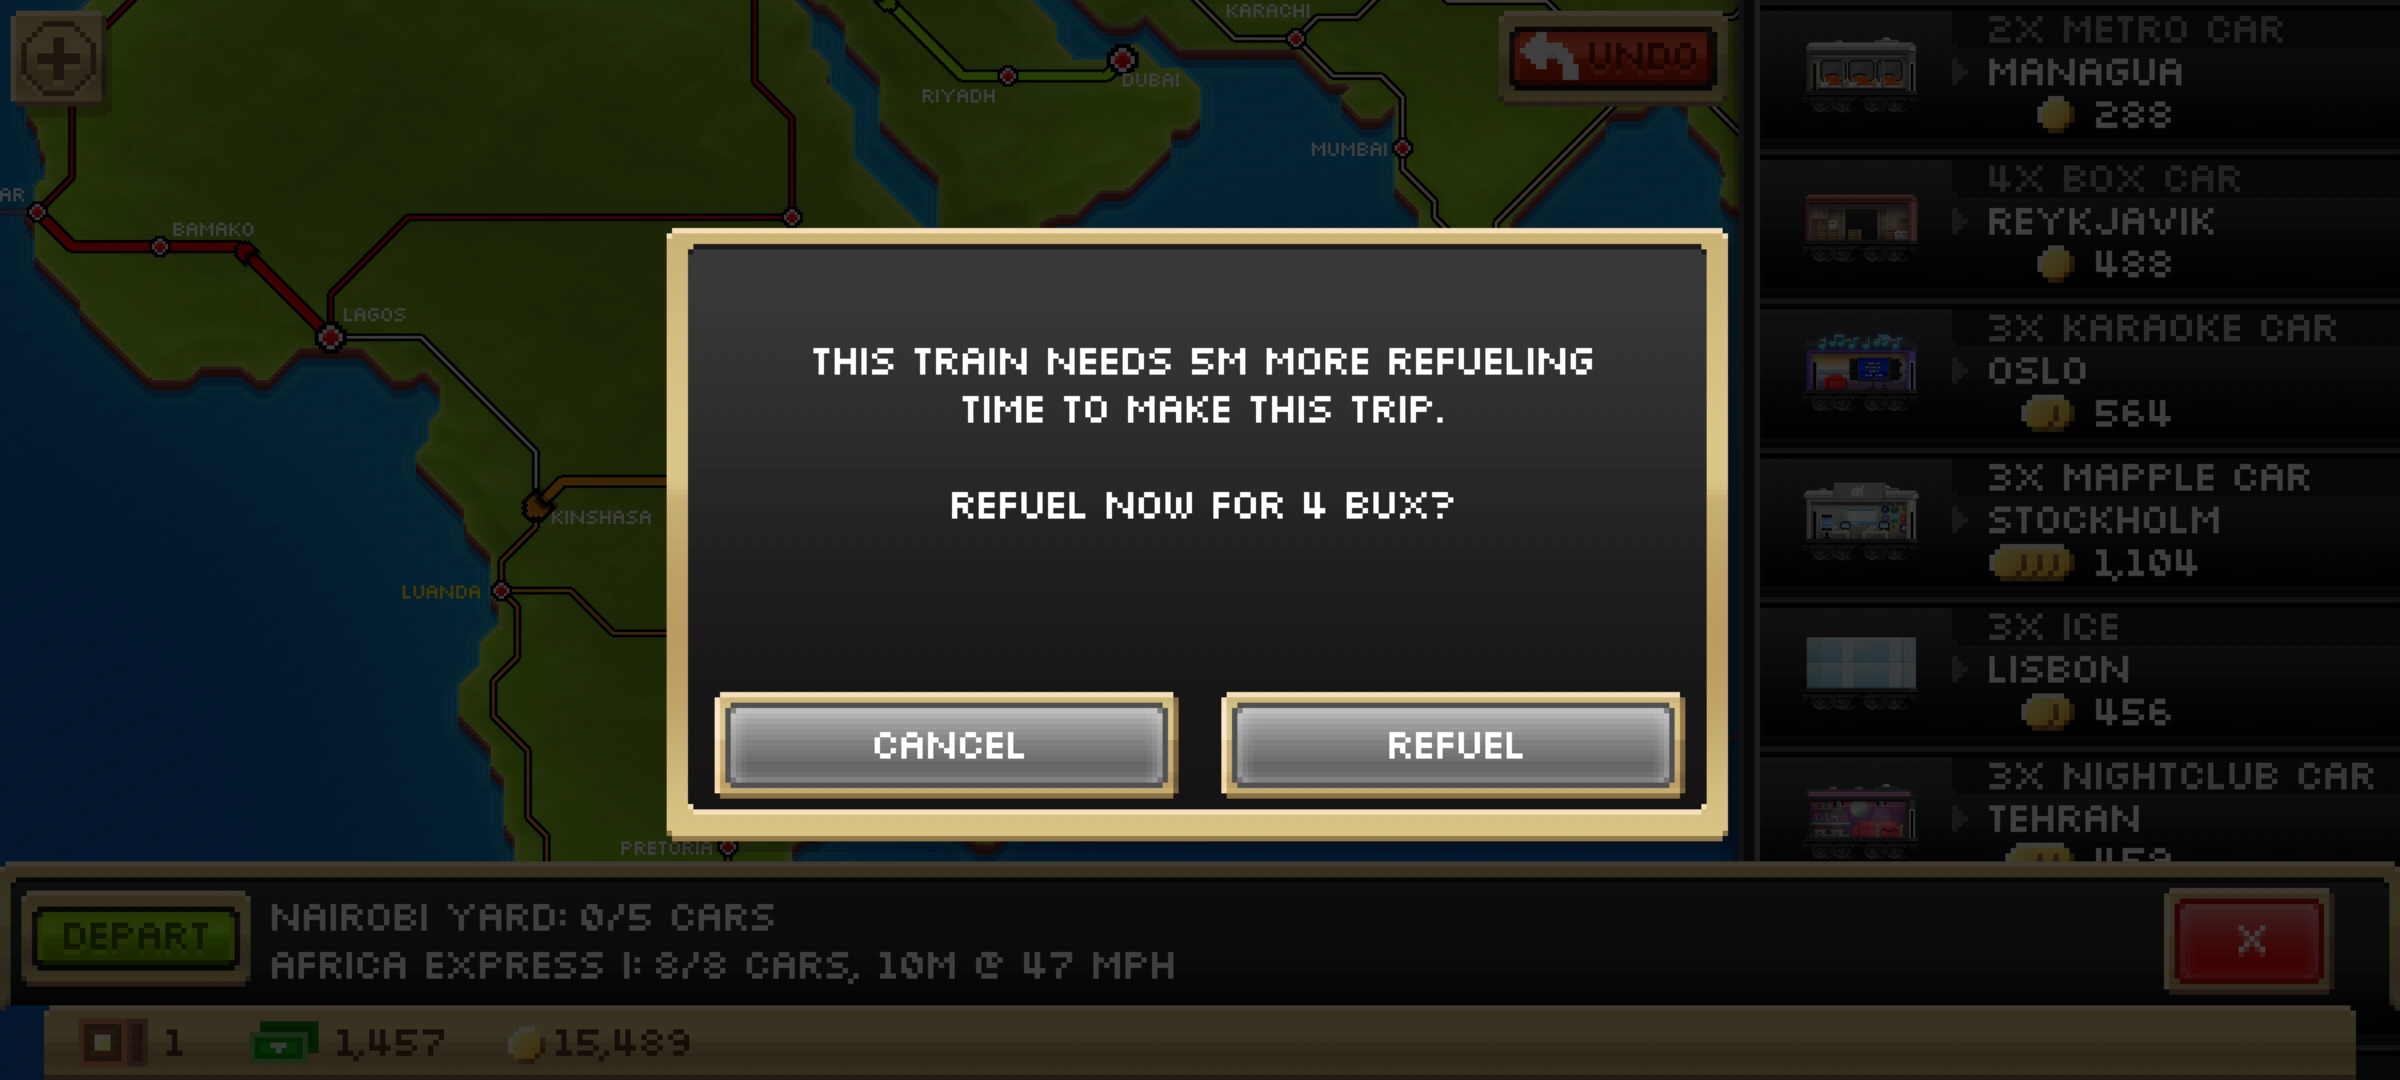 KARACHI
UNDO
DUBAI
RIYADH
MUMBAI
AR
BAMAKO
LAGOS
KINSHASA
LUANDA
PRETORIA
2X METRO CAR
MANAGUA
288
4X BOX CAR
REYKJAVIK
488
3X KARAOKE CAR
OSLO
564
3X MAPPLE CAR
STOCKHOLM
1,104
3X ICE
LISBON
456
3X NIGHTCLUB CAR
TEHRAN
THIS TRAIN NEEDS 5M MORE REFUELING
TIME TO MAKE THIS TRIP.
REFUEL NOW FOR 4 BUX?
CANCEL
REFUEL
DEPART
NAIROBI YARD: 0/5 CARS
AFRICA EXPRESS I: 8/8 CARS, 10M @ 47 MPH
X
1
1,457
15,489